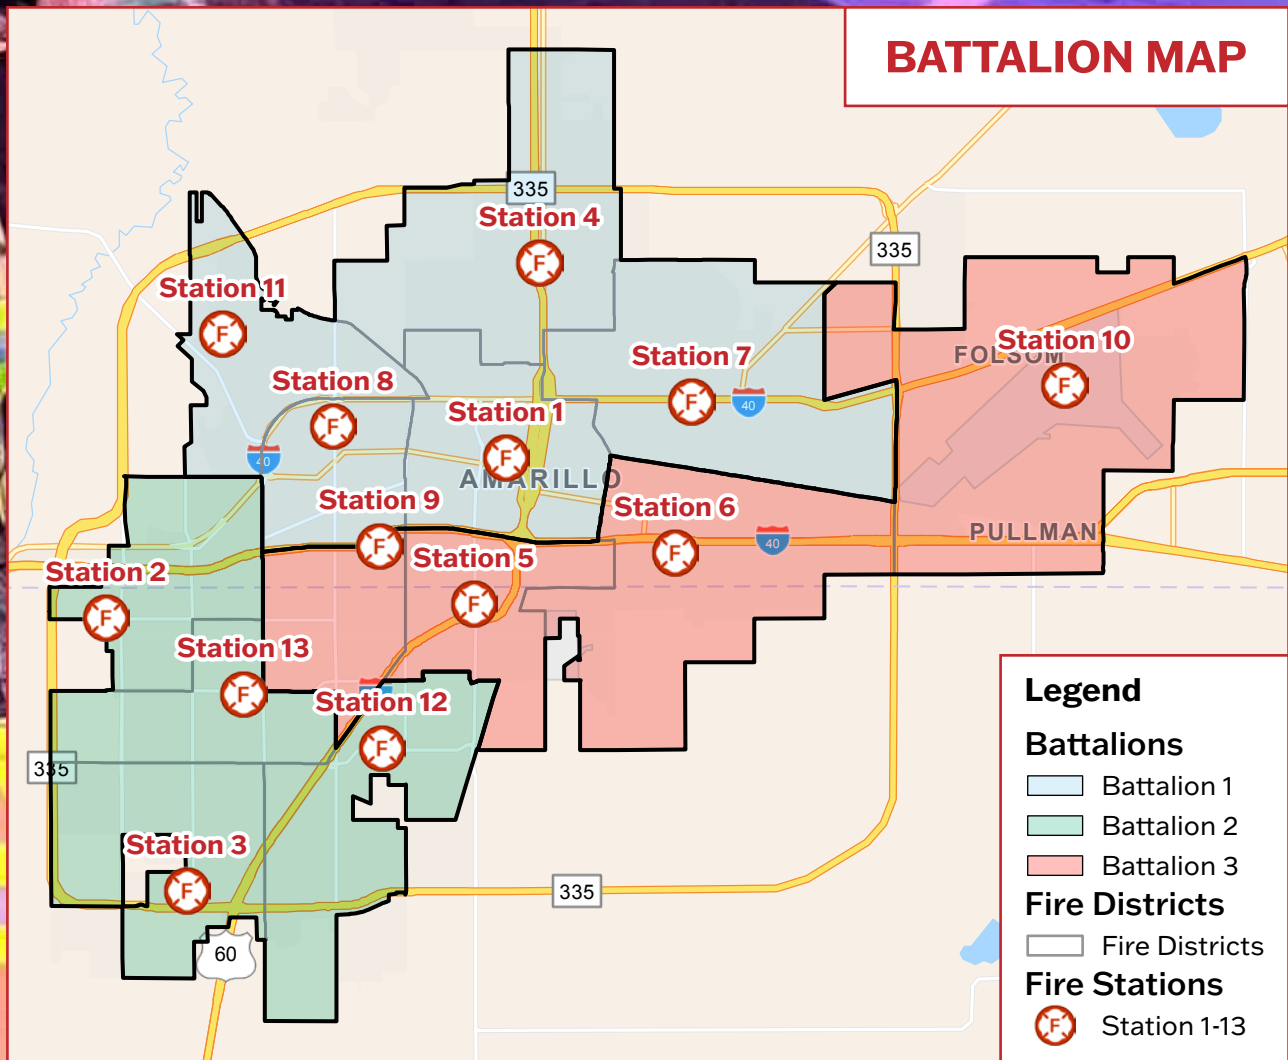 BATTALION MAP
335
Station 4
335
Station 11
Station 10
FOLSOM
Station 7
Station 8
40
Station 1
40
AMARILLO
Station 9
Station 6
PULLMAN
40
Station 5
Station 2
Station 13
Station 12
335
Station 3
335
60
F
F
F
F
F
F
F
F
F
F
F
F
F
Legend
Battalions
Battalion 1
Battalion 2
Battalion 3
Fire Districts
Fire Districts
Fire Stations
F
Station 1-13